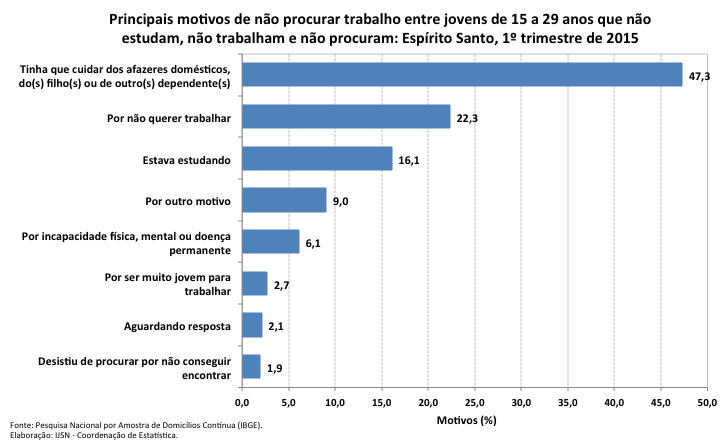 Principais motivos de não procurar trabalho entre jovens de 15 a 29 anos que não
estudam, não trabalham e não procuram: Espírito Santo, 1º trimestre de 2015
Tinha que cuidar dos afazeres domésticos,
do(s) filho(s) ou de outro(s) dependente(s)
47,3
Por não querer trabalhar
22,3
Estava estudando
16,1
Por outro motivo
9,0
Por incapacidade física, mental ou doença
permanente
6,1
Por ser muito jovem para
trabalhar
2,7
Aguardando resposta
2,1
Desistiu de procurar por não conseguir
encontrar
1,9
0,0 5,0 10,0 15,0 20,0 25,0 30,0 35,0 40,0 45,0 50,0
Motivos (%)
Fonte: Pesquisa Nacional por Amostra de Domicílios Contínua (IBGE).
Elaboração: IJSN - Coordenação de Estatística.